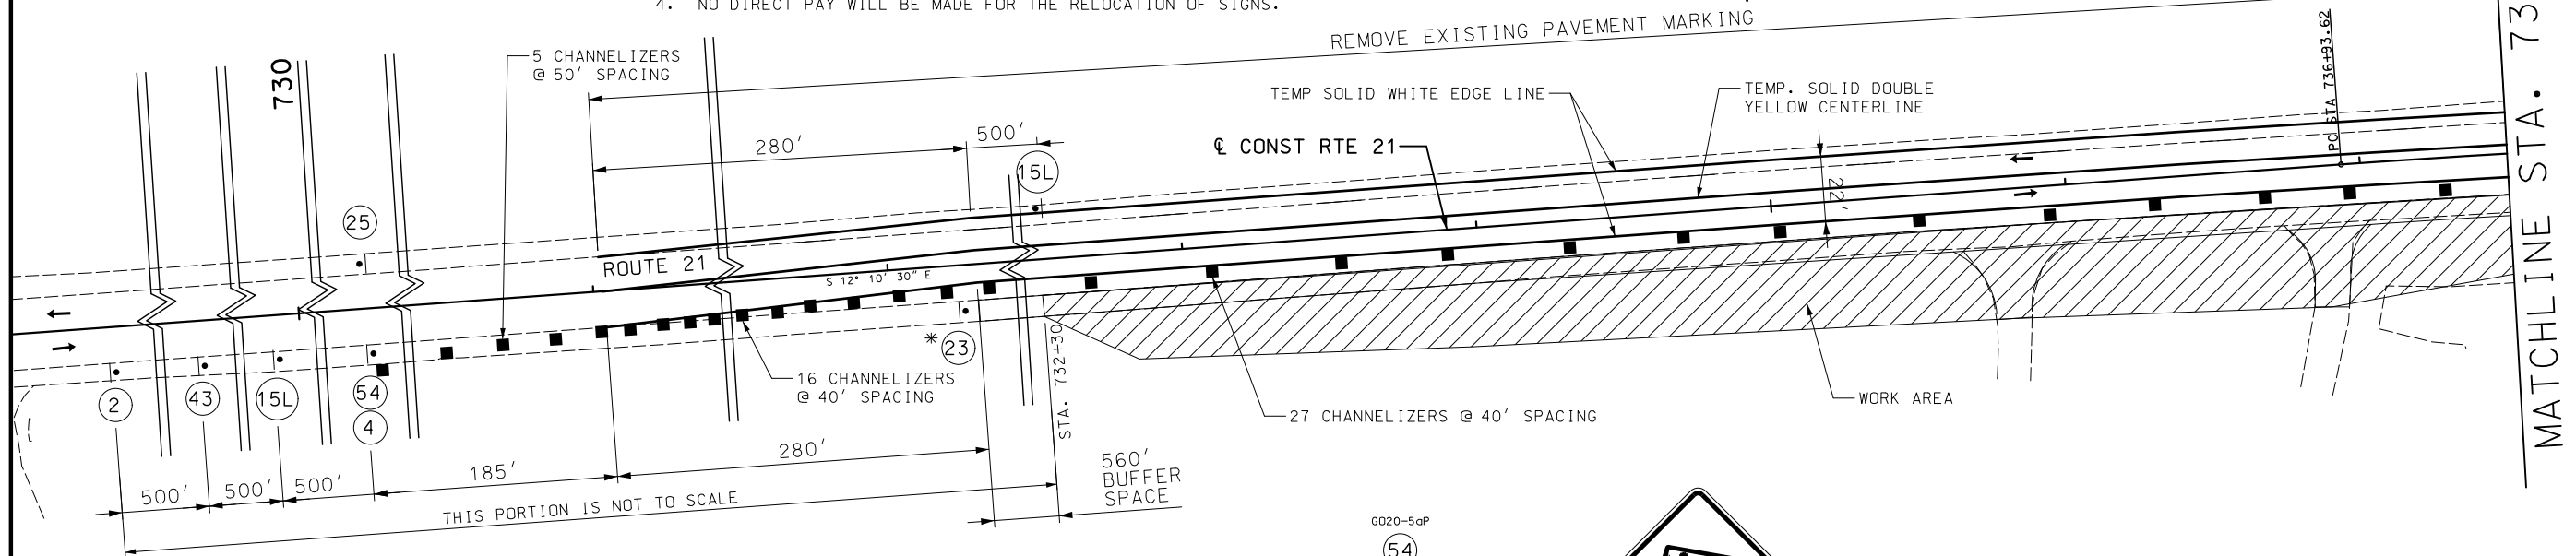 4. NO DIRECT PAY WILL BE MADE FOR THE RELOCATION OF SIGNS.
REMOVE EXISTING PAVEMENT MARKING
PC STA 736+93.62
MATCHLINE STA. 73
730
5 CHANNELIZERS
@ 50' SPACING
TEMP SOLID WHITE EDGE LINE
TEMP. SOLID DOUBLE
YELLOW CENTERLINE
280'
500'
℄ CONST RTE 21
15L
22'
25
ROUTE 21
S 12° 10' 30" E
* 23
STA. 732+30
2
43
15L
54
4
16 CHANNELIZERS
@ 40' SPACING
27 CHANNELIZERS @ 40' SPACING
WORK AREA
500'
500'
500'
185'
280'
560'
BUFFER
SPACE
THIS PORTION IS NOT TO SCALE
GO20-5aP
54